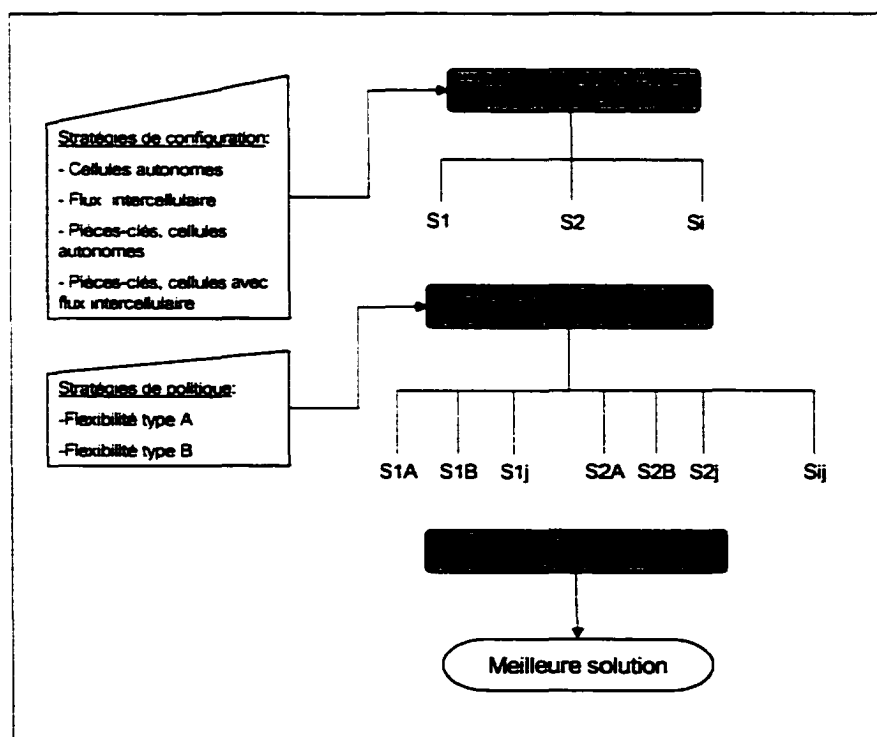 Stratégies de configuration:
- Cellules autonomes
- Flux intercellulaire
- Pièces-clés, cellules
autonomes
- Pièces-clés, cellules avec
flux intercellulaire
S1 S2 Si
Stratégies de politique:
-Flexibilité type A
-Flexibilité type B
S1A S1B S1j S2A S2B S2j Sij
Meilleure solution